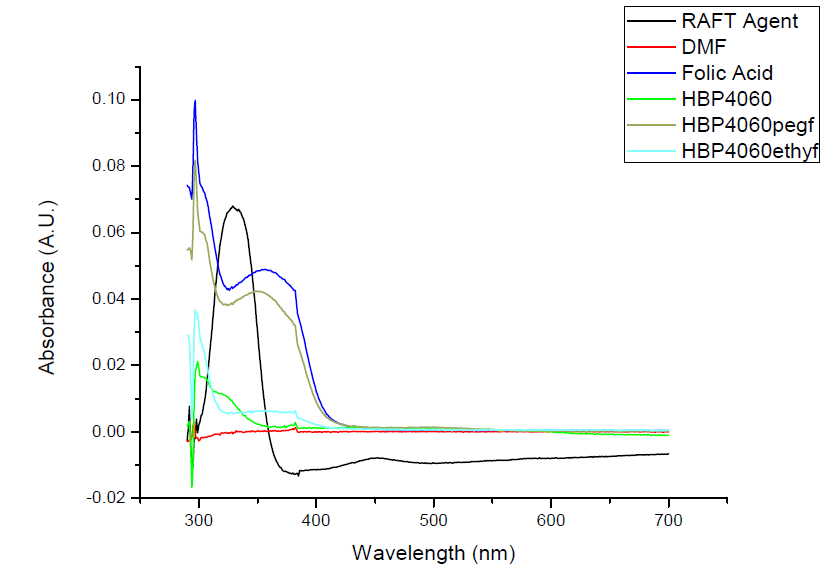 RAFT Agent
DMF
Folic Acid
HBP4060
HBP4060pegf
HBP4060ethyf
0.10
0.08
0.06
0.04
0.02
0.00
-0.02
Absorbance (A.U.)
300 400 500 600 700
Wavelength (nm)